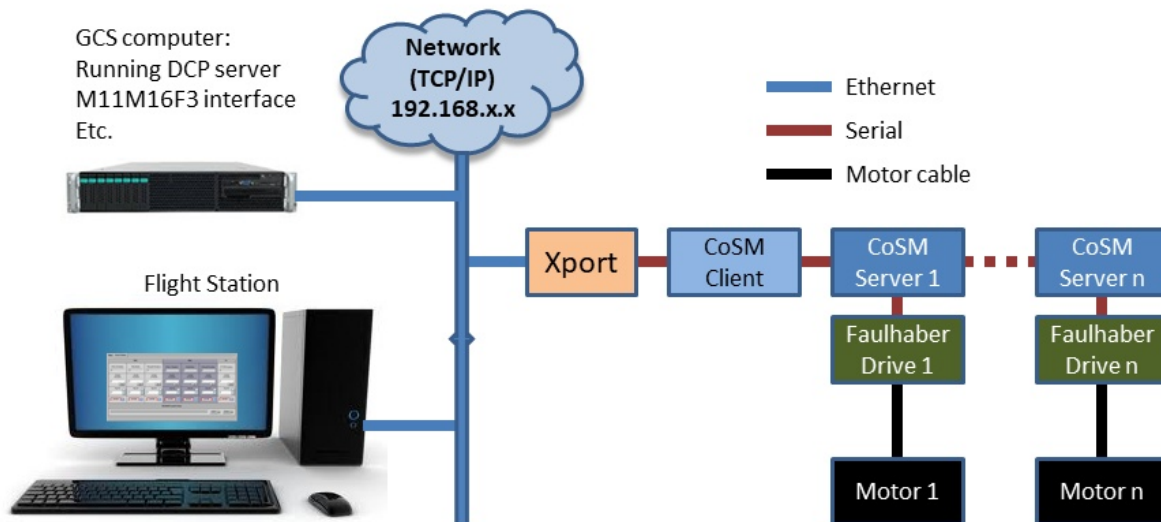 GCS computer:
Running DCP server
M11M16F3 interface
Etc.
Network
(TCP/IP)
192.168.x.x
Ethernet
Serial
Motor cable
Xport
CoSM
Client
CoSM
Server 1
CoSM
Server n
Flight Station
Faulhaber
Drive 1
Faulhaber
Drive n
Motor 1
Motor n